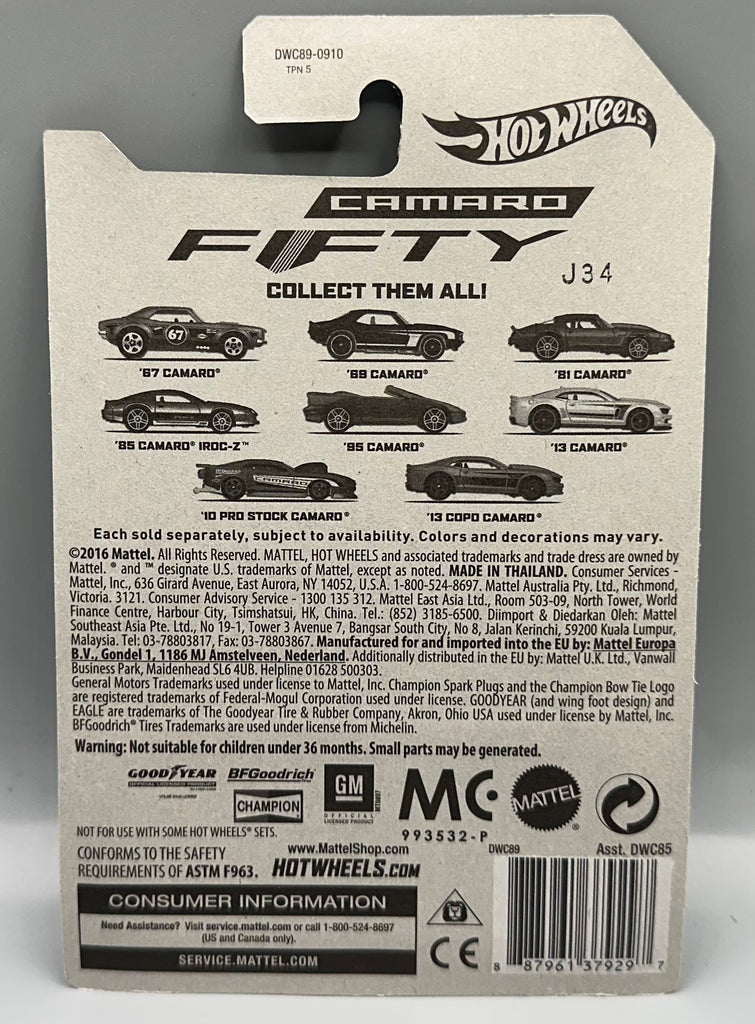 DWC89-0910
TPN 5
HOT WHEELS
CAMARO
FIFTY
J34
COLLECT THEM ALL!
67
'67 CAMARO®
'69 CAMARO®
'81 CAMARO®
'85 CAMARO® IROC-Z™
'95 CAMARO®
'13 CAMARO®
'10 PRO STOCK CAMARO®
'13 COPO CAMARO®
Each sold separately, subject to availability. Colors and decorations may vary.
©2016 Mattel. All Rights Reserved. MATTEL, HOT WHEELS and associated trademarks and trade dress are owned by
Mattel. ® and ™ designate U.S. trademarks of Mattel, except as noted. MADE IN THAILAND. Consumer Services -
Mattel, Inc., 636 Girard Avenue, East Aurora, NY 14052, U.S.A. 1-800-524-8697. Mattel Australia Pty. Ltd., Richmond,
Victoria. 3121. Consumer Advisory Service - 1300 135 312. Mattel East Asia Ltd., Room 503-09, North Tower, World
Finance Centre, Harbour City, Tsimshatsui, HK, China. Tel.: (852) 3185-6500. Diimport & Diedarkan Oleh: Mattel
Southeast Asia Pte. Ltd., No 19-1, Tower 3 Avenue 7, Bangsar South City, No 8, Jalan Kerinchi, 59200 Kuala Lumpur,
Malaysia. Tel: 03-78803817, Fax: 03-78803867. Manufactured for and imported into the EU by: Mattel Europa
B.V., Gondel 1, 1186 MJ Amstelveen, Nederland. Additionally distributed in the EU by: Mattel U.K. Ltd., Vanwall
Business Park, Maidenhead SL6 4UB. Helpline 01628 500303.
General Motors Trademarks used under license to Mattel, Inc. Champion Spark Plugs and the Champion Bow Tie Logo
are registered trademarks of Federal-Mogul Corporation used under license. GOODYEAR (and wing foot design) and
EAGLE are trademarks of The Goodyear Tire & Rubber Company, Akron, Ohio USA used under license by Mattel, Inc.
BFGoodrich® Tires Trademarks are used under license from Michelin.
Warning: Not suitable for children under 36 months. Small parts may be generated.
GOODYEAR
OFFICIAL LICENSED PRODUCT
BFGoodrich
Tires
CHAMPION
GM
OFFICIAL
LICENSED PRODUCT
MC
993532-P
MATTEL
®
NOT FOR USE WITH SOME HOT WHEELS® SETS.
CONFORMS TO THE SAFETY
REQUIREMENTS OF ASTM F963.
www.MattelShop.com
HOTWHEELS.COM
DWC89
Asst. DWC85
CONSUMER INFORMATION
Need Assistance? Visit service.mattel.com or call 1-800-524-8697
(US and Canada only).
SERVICE.MATTEL.COM
CE
8 87961 37929 7